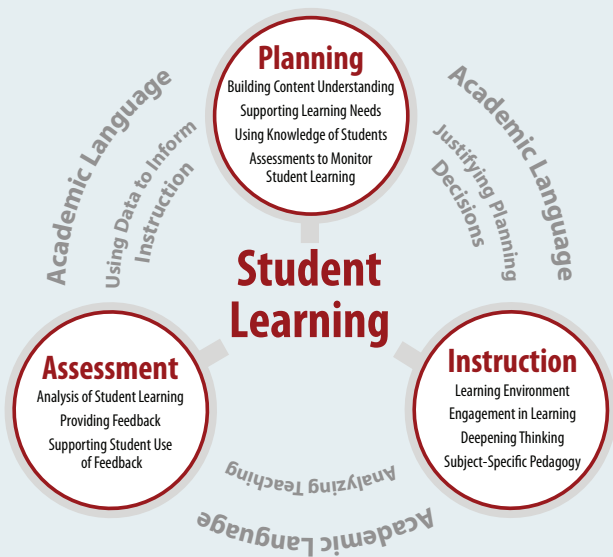 Planning
Building Content Understanding
Supporting Learning Needs
Using Knowledge of Students
Assessments to Monitor
Student Learning
Academic Language
Using Data to Inform
Instruction
Academic Language
Justifying Planning
Decisions
Student
Learning
Assessment
Analysis of Student Learning
Providing Feedback
Supporting Student Use
of Feedback
Instruction
Learning Environment
Engagement in Learning
Deepening Thinking
Subject-Specific Pedagogy
Analyzing Teaching
Academic Language